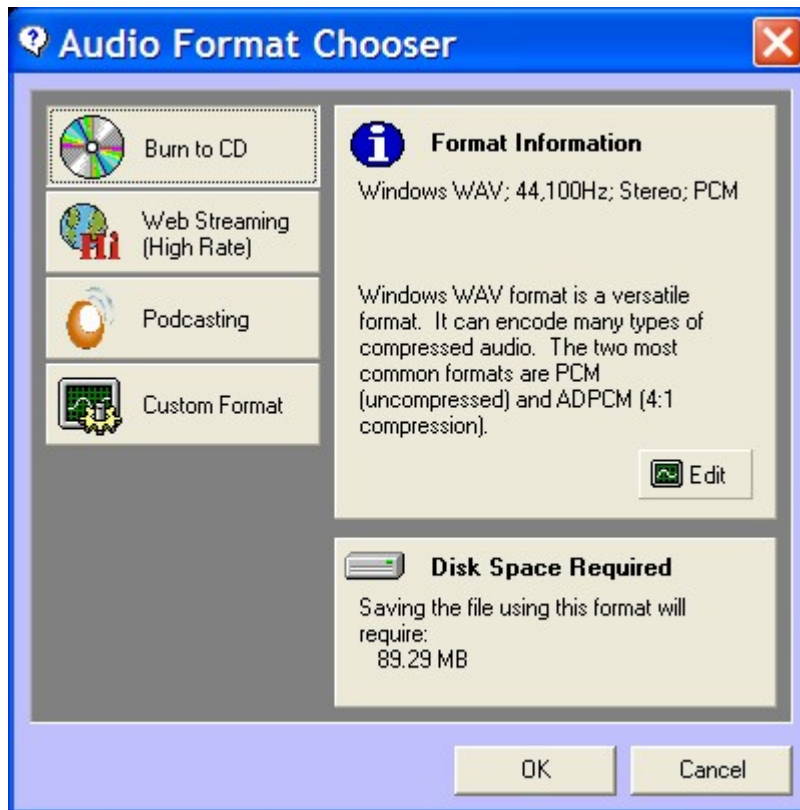 Audio Format Chooser
Burn to CD
Web Streaming
(High Rate)
Podcasting
Custom Format
Format Information
Windows WAV; 44,100Hz; Stereo; PCM
Windows WAV format is a versatile
format. It can encode many types of
compressed audio. The two most
common formats are PCM
(uncompressed) and ADPCM (4:1
compression).
Edit
Disk Space Required
Saving the file using this format will
require:
89.29 MB
OK
Cancel